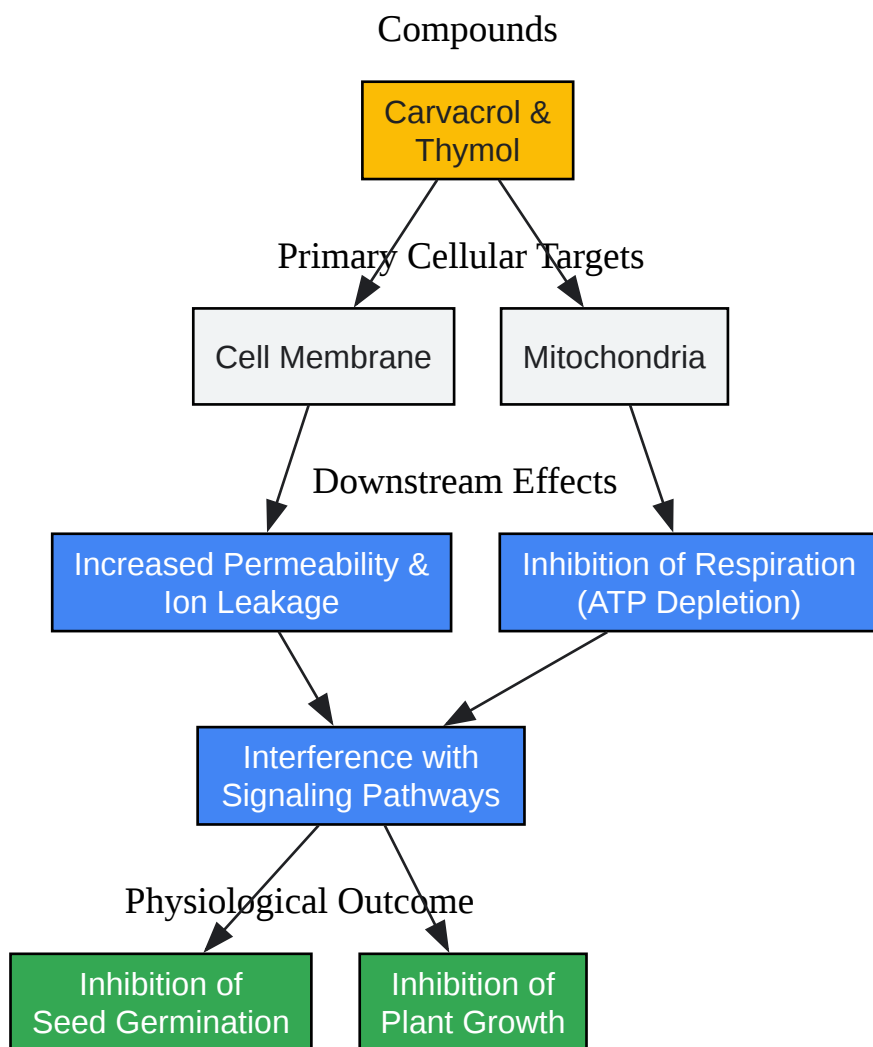 Compounds
Carvacrol &
Thymol
Primary Cellular Targets
Cell Membrane
Mitochondria
Downstream Effects
Increased Permeability &
Ion Leakage
Inhibition of Respiration
(ATP Depletion)
Interference with
Signaling Pathways
Physiological Outcome
Inhibition of
Seed Germination
Inhibition of
Plant Growth